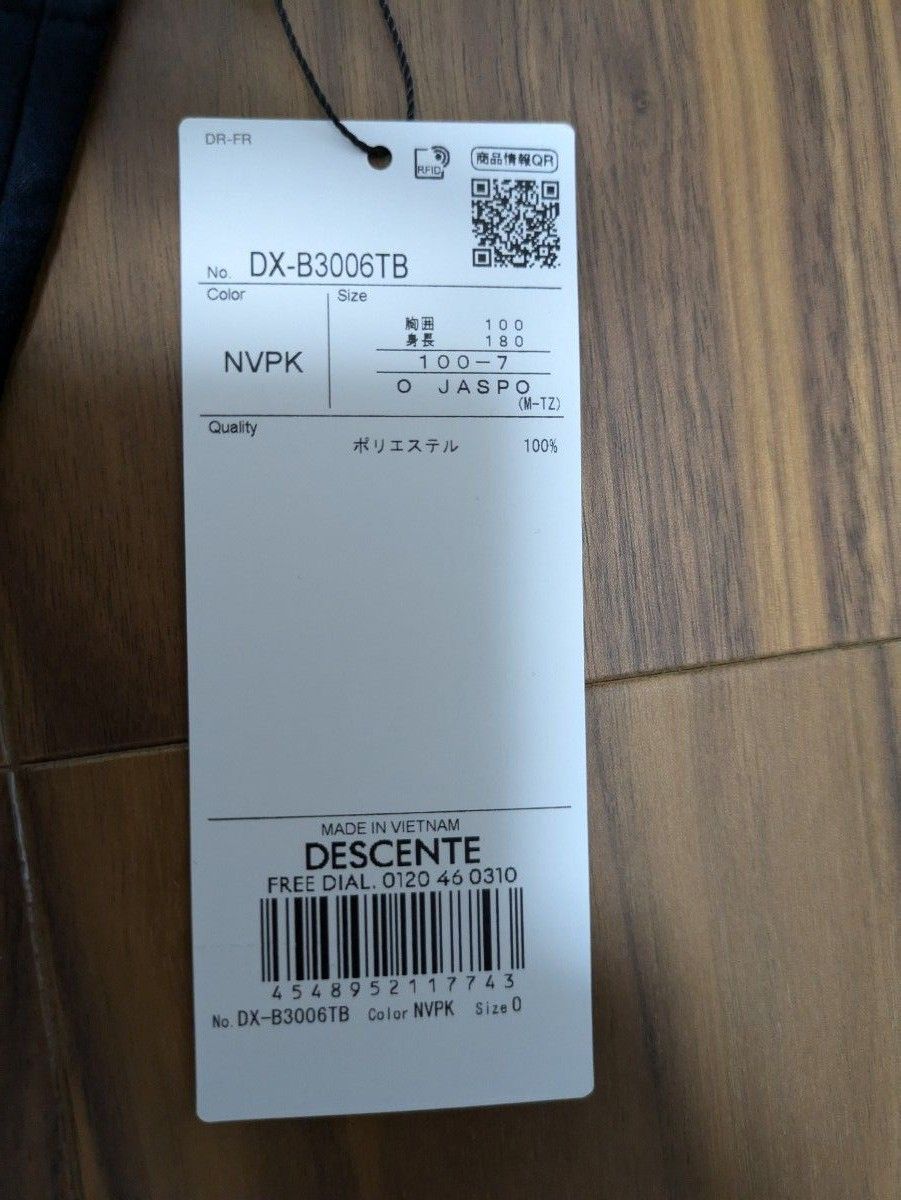 DR-FR
RFID
商品情報QR
No. DX-B3006TB
Color
Size
胸囲 100
身長 180
NVPK
100-7
O JASPO
(M-TZ)
Quality
ポリエステル 100%
MADE IN VIETNAM
DESCENTE
FREE DIAL. 0120 46 0310
4548952117743
No. DX-B3006TB Color NVPK Size O